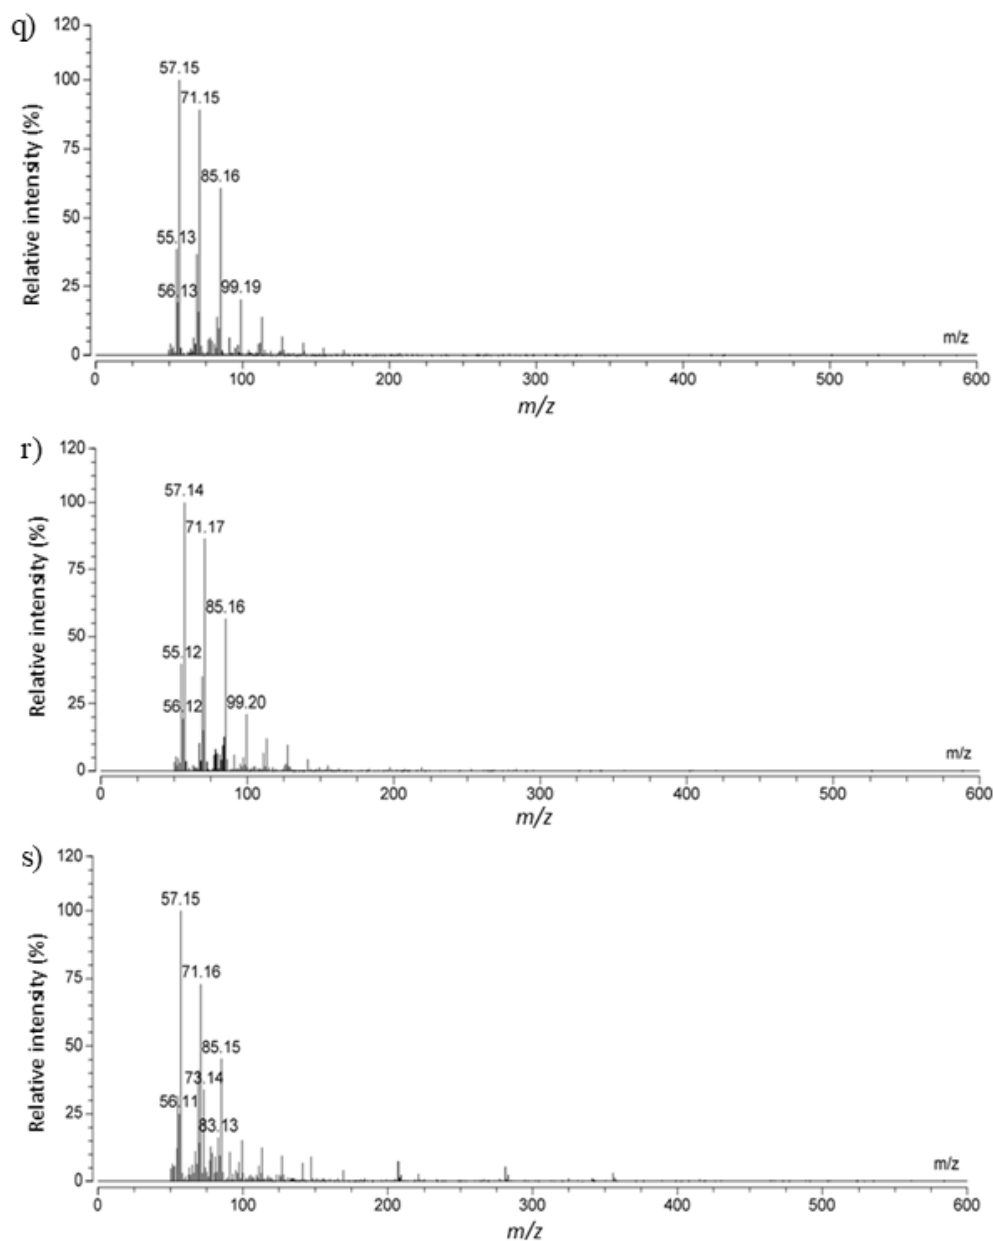 q)
120
57.15
100
71.15
75
85.16
50
55.13
25
56.13 99.19
0
m/z
0 100 200 300 400 500 600
m/z
Relative intensity (%)
r)
120
57.14
100
71.17
75
85.16
50
55.12
25
56.12 99.20
0
m/z
0 100 200 300 400 500 600
m/z
Relative intensity (%)
s)
120
57.15
100
75
71.16
50
85.15
73.14
56.11
25
83.13
0
m/z
0 100 200 300 400 500 600
m/z
Relative intensity (%)